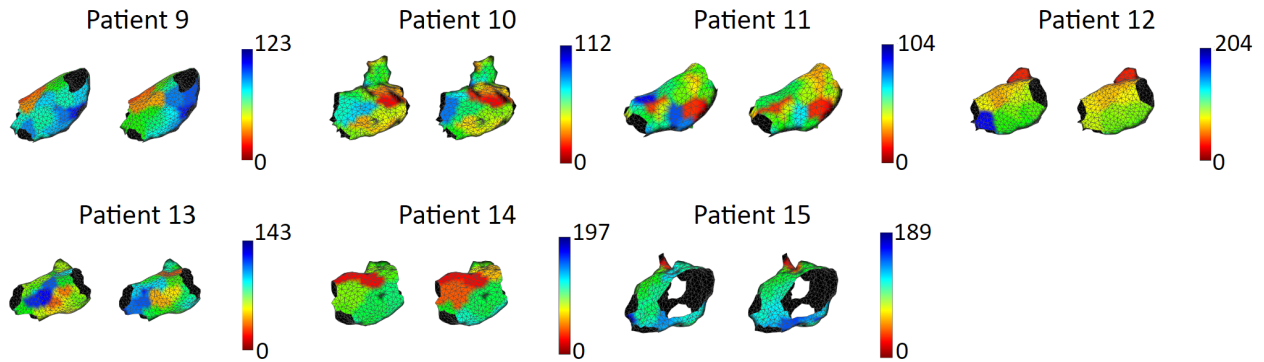 Patient 9
Patient 10
Patient 11
Patient 12
123
112
104
204
0
0
0
0
Patient 13
Patient 14
Patient 15
143
197
189
0
0
0